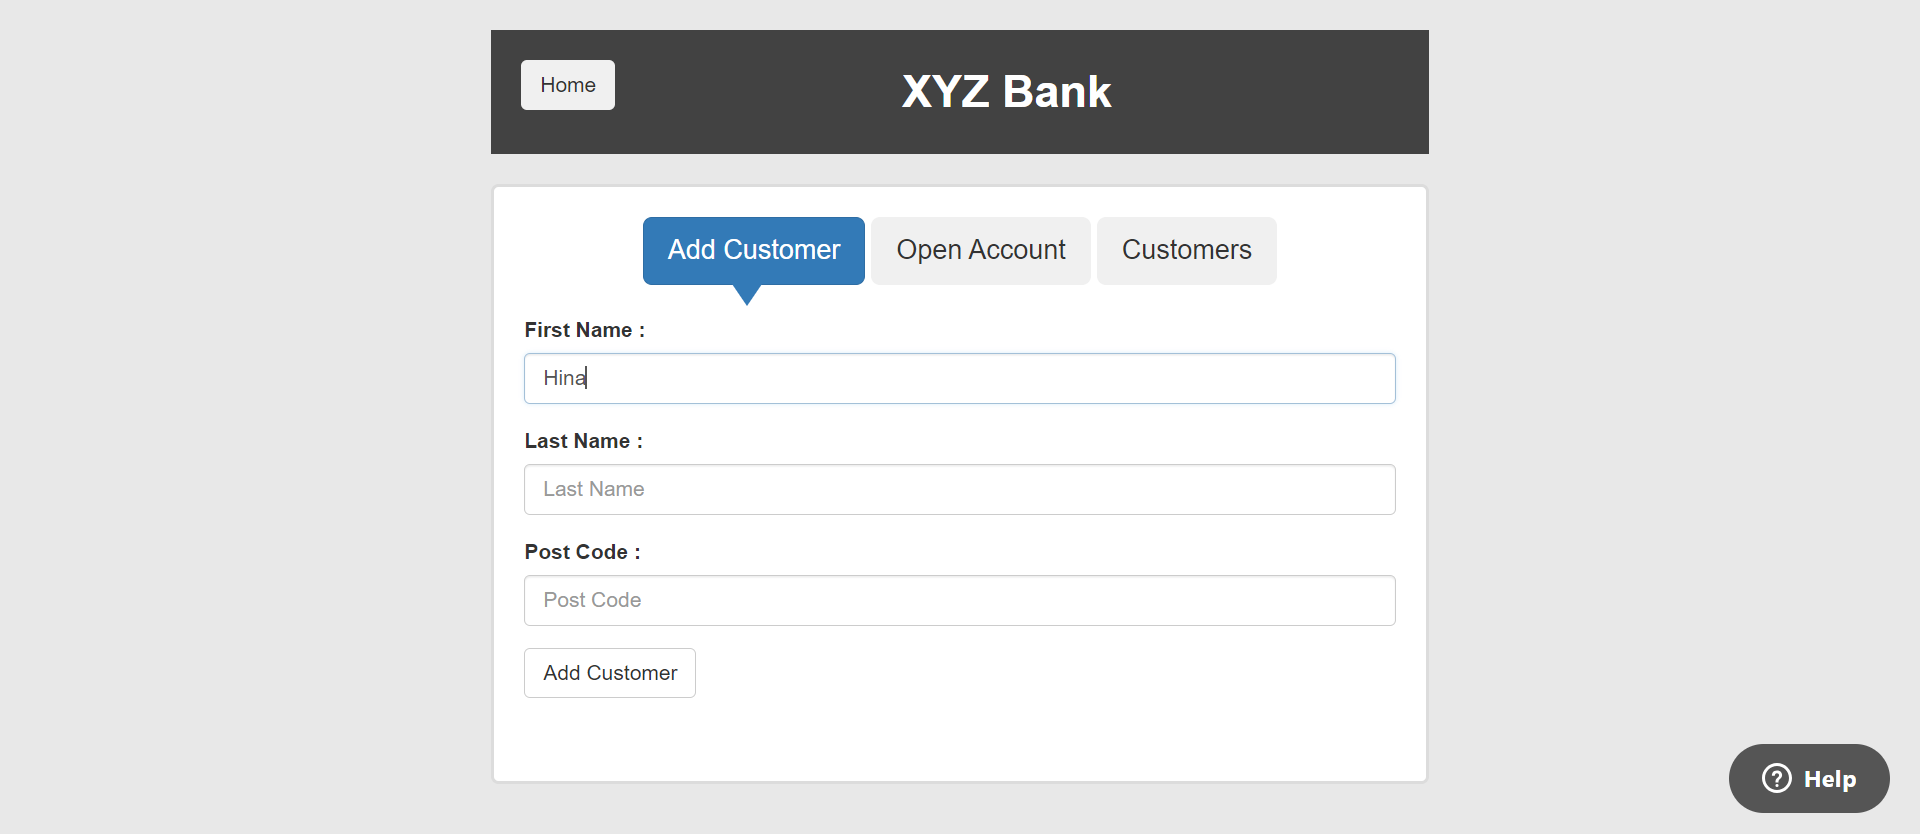 Home
XYZ Bank
Add Customer
Open Account
Customers
First Name :
Hina
Last Name :
Last Name
Post Code :
Post Code
Add Customer
Help